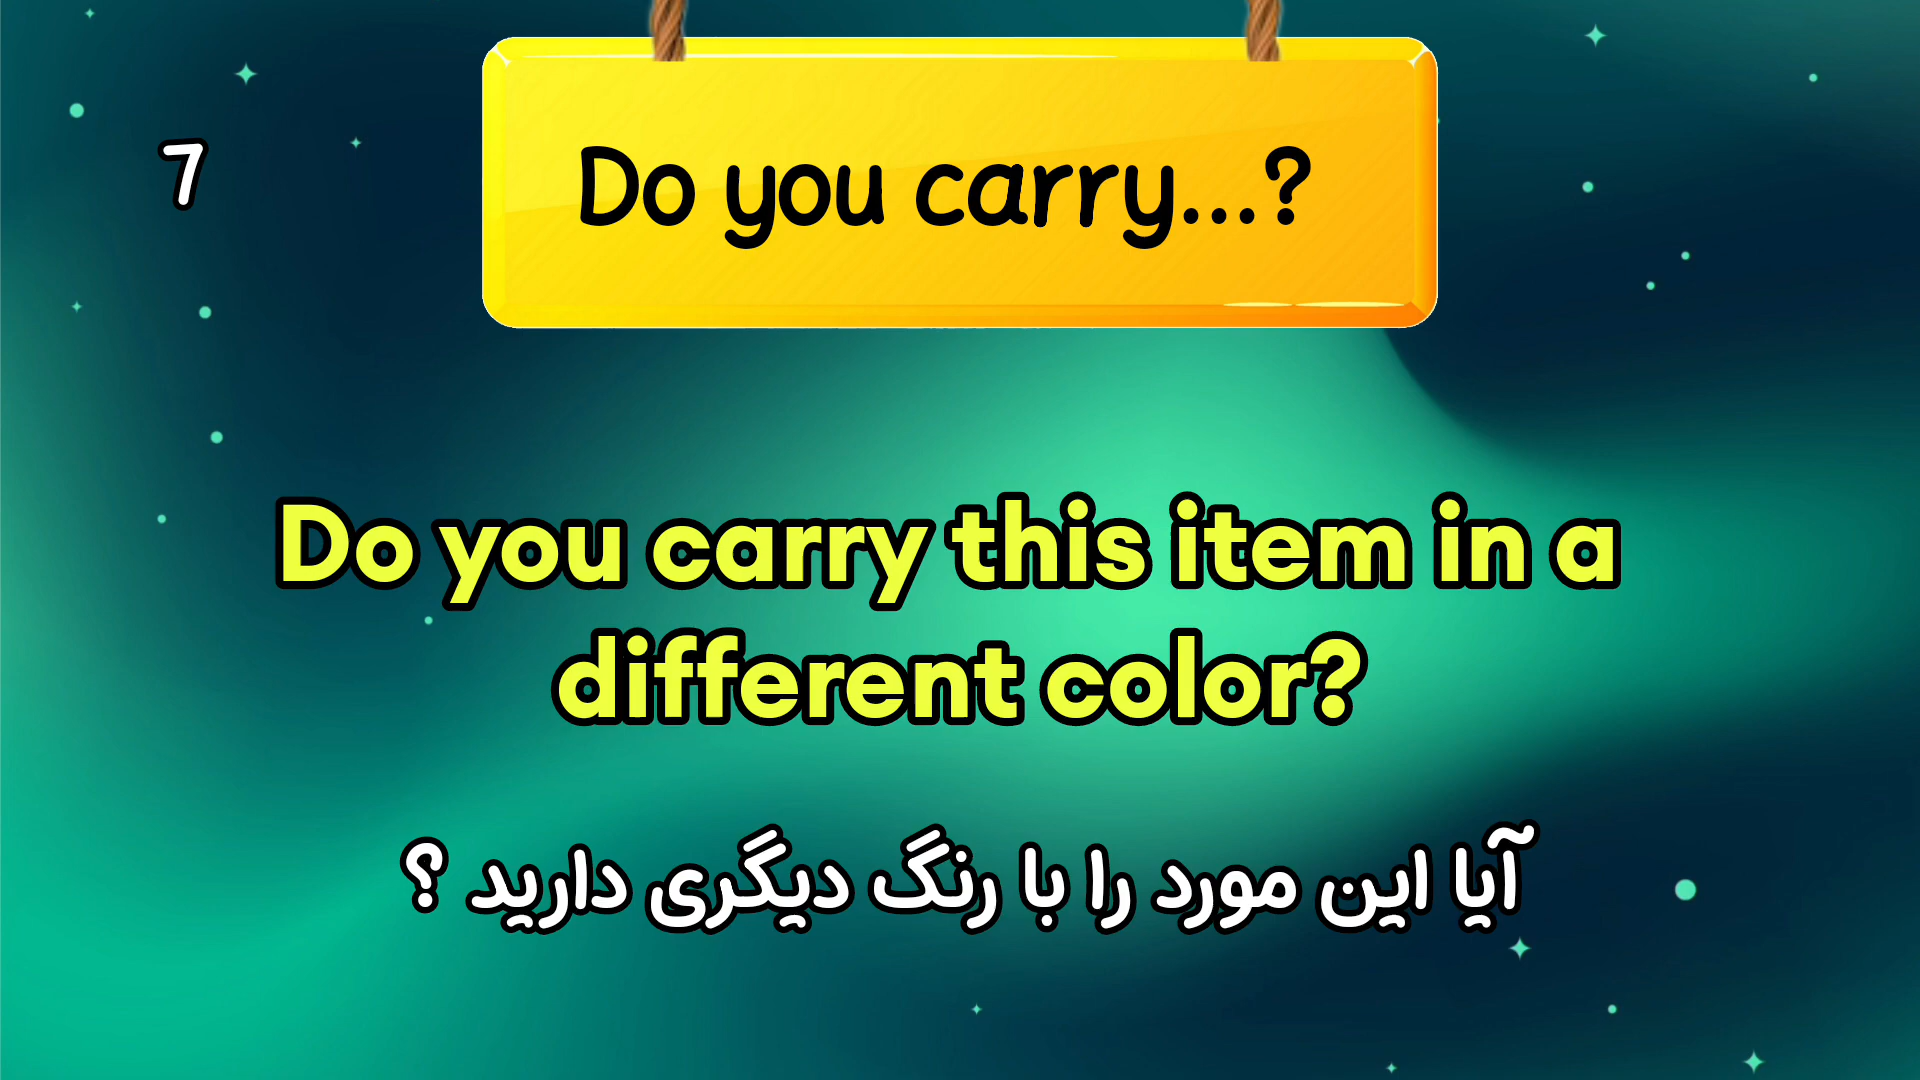 7
Do you carry...?
Do you carry this item in a
different color?
آیا این مورد را با رنگ دیگری دارید ؟